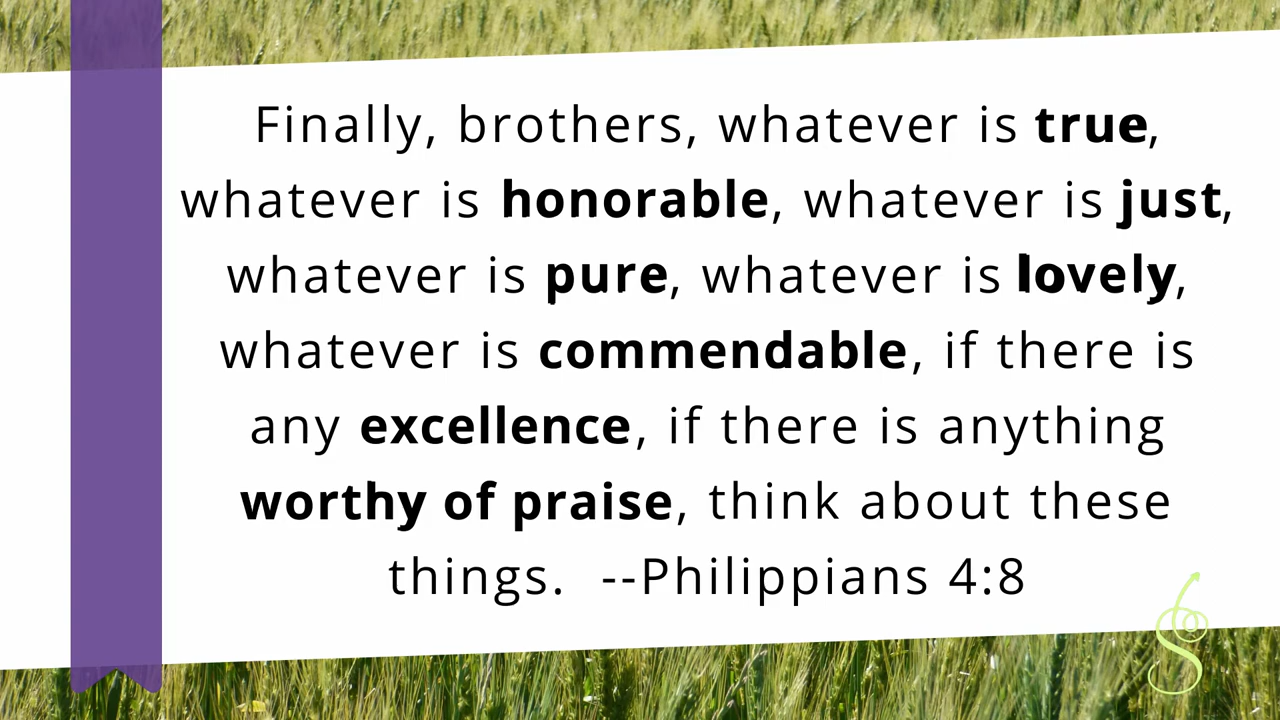 Finally, brothers, whatever is true,
whatever is honorable, whatever is just,
whatever is pure, whatever is lovely,
whatever is commendable, if there is
any excellence, if there is anything
worthy of praise, think about these
things.  --Philippians 4:8